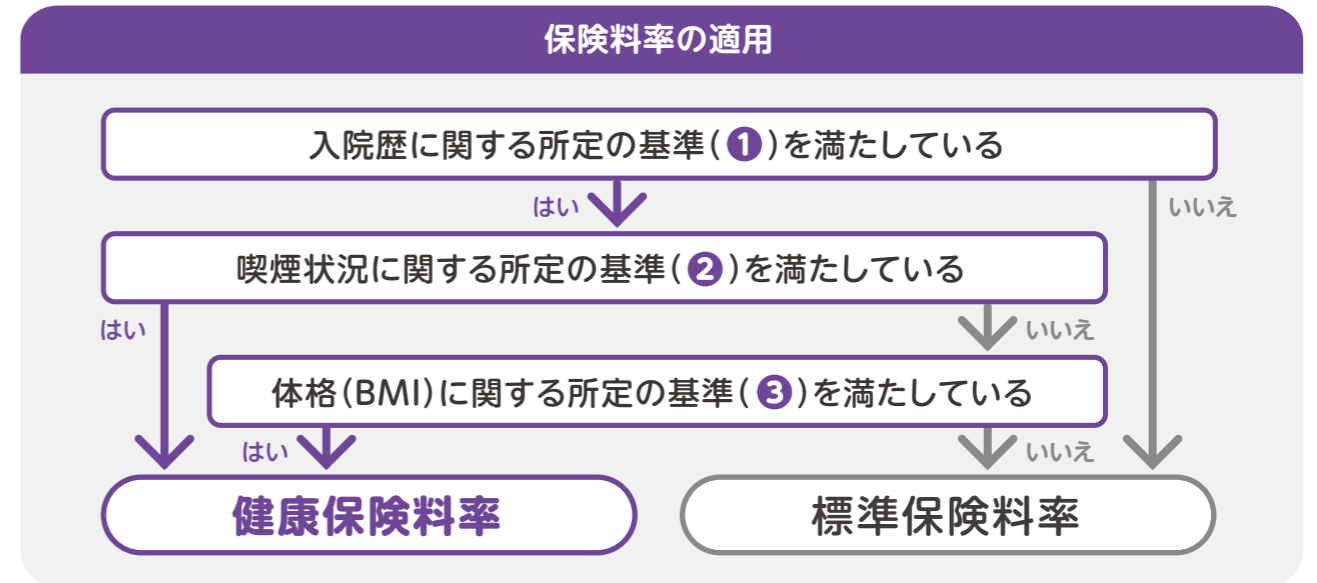 保険料率の適用
入院歴に関する所定の基準(❶)を満たしている
はい
いいえ
喫煙状況に関する所定の基準(❷)を満たしている
はい
いいえ
体格(BMI)に関する所定の基準(❸)を満たしている
はい
いいえ
健康保険料率
標準保険料率